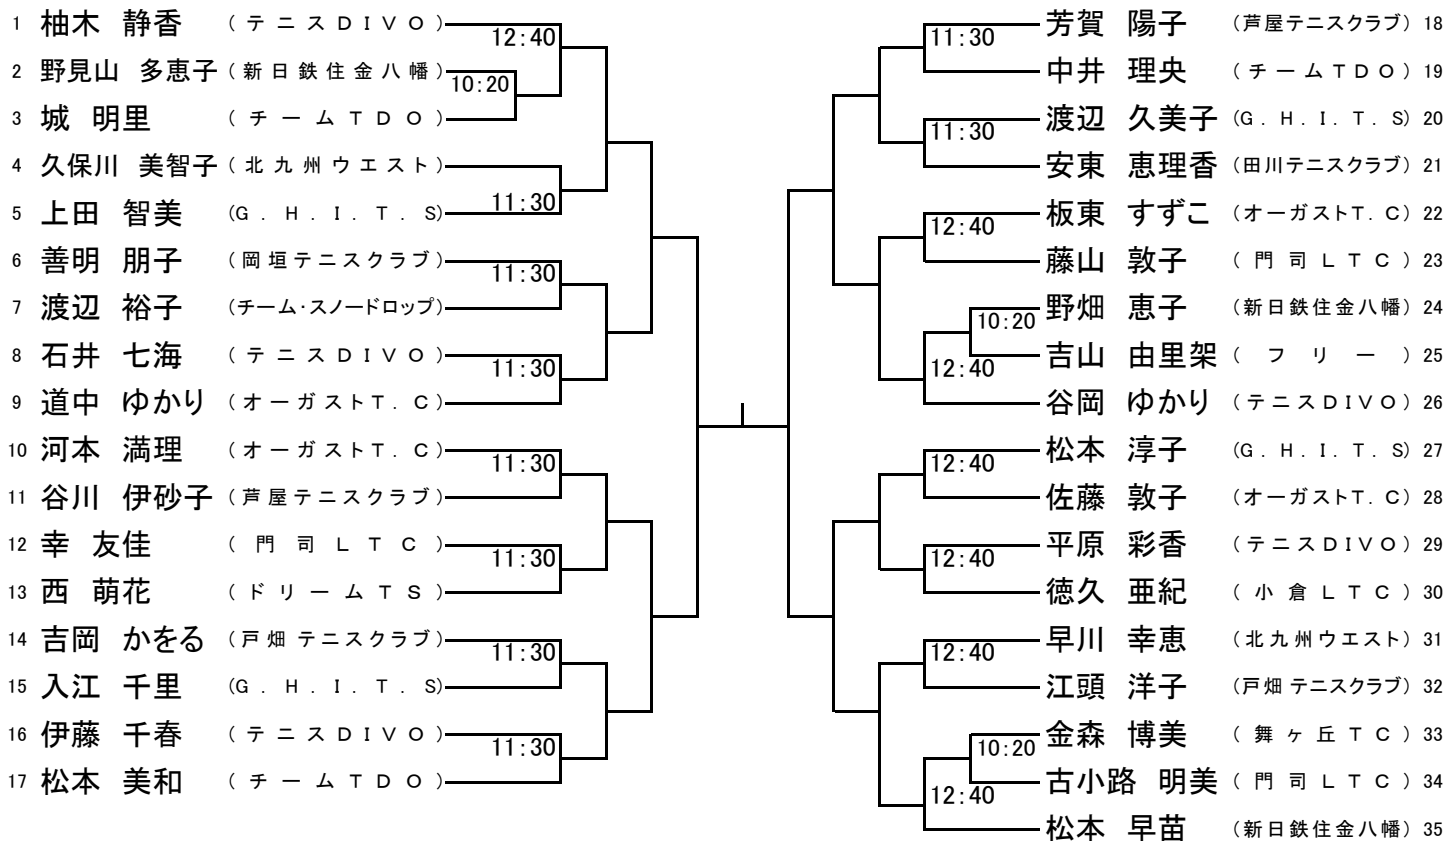 1 柚木 静香 (テニスDIVO)
12:40
2 野見山 多恵子 (新日鉄住金八幡)
10:20
3 城 明里 (チームTDO)
4 久保川 美智子 (北九州ウエスト)
11:30
5 上田 智美 (G.H.I.T.S)
6 善明 朋子 (岡垣テニスクラブ)
11:30
7 渡辺 裕子 (チーム・スノードロップ)
8 石井 七海 (テニスDIVO)
11:30
9 道中 ゆかり (オーガストT.C)
10 河本 満理 (オーガストT.C)
11:30
11 谷川 伊砂子 (芦屋テニスクラブ)
12 幸 友佳 (門司LTC)
11:30
13 西 萌花 (ドリームTS)
14 吉岡 かをる (戸畑テニスクラブ)
11:30
15 入江 千里 (G.H.I.T.S)
16 伊藤 千春 (テニスDIVO)
11:30
17 松本 美和 (チームTDO)
芳賀 陽子 (芦屋テニスクラブ) 18
11:30
中井 理央 (チームTDO) 19
渡辺 久美子 (G.H.I.T.S) 20
11:30
安東 恵理香 (田川テニスクラブ) 21
板東 すずこ (オーガストT.C) 22
12:40
藤山 敦子 (門司LTC) 23
野畑 恵子 (新日鉄住金八幡) 24
10:20
吉山 由里架 (フリー) 25
12:40
谷岡 ゆかり (テニスDIVO) 26
松本 淳子 (G.H.I.T.S) 27
12:40
佐藤 敦子 (オーガストT.C) 28
平原 彩香 (テニスDIVO) 29
12:40
徳久 亜紀 (小倉LTC) 30
早川 幸恵 (北九州ウエスト) 31
12:40
江頭 洋子 (戸畑テニスクラブ) 32
金森 博美 (舞ヶ丘TC) 33
10:20
古小路 明美 (門司LTC) 34
12:40
松本 早苗 (新日鉄住金八幡) 35